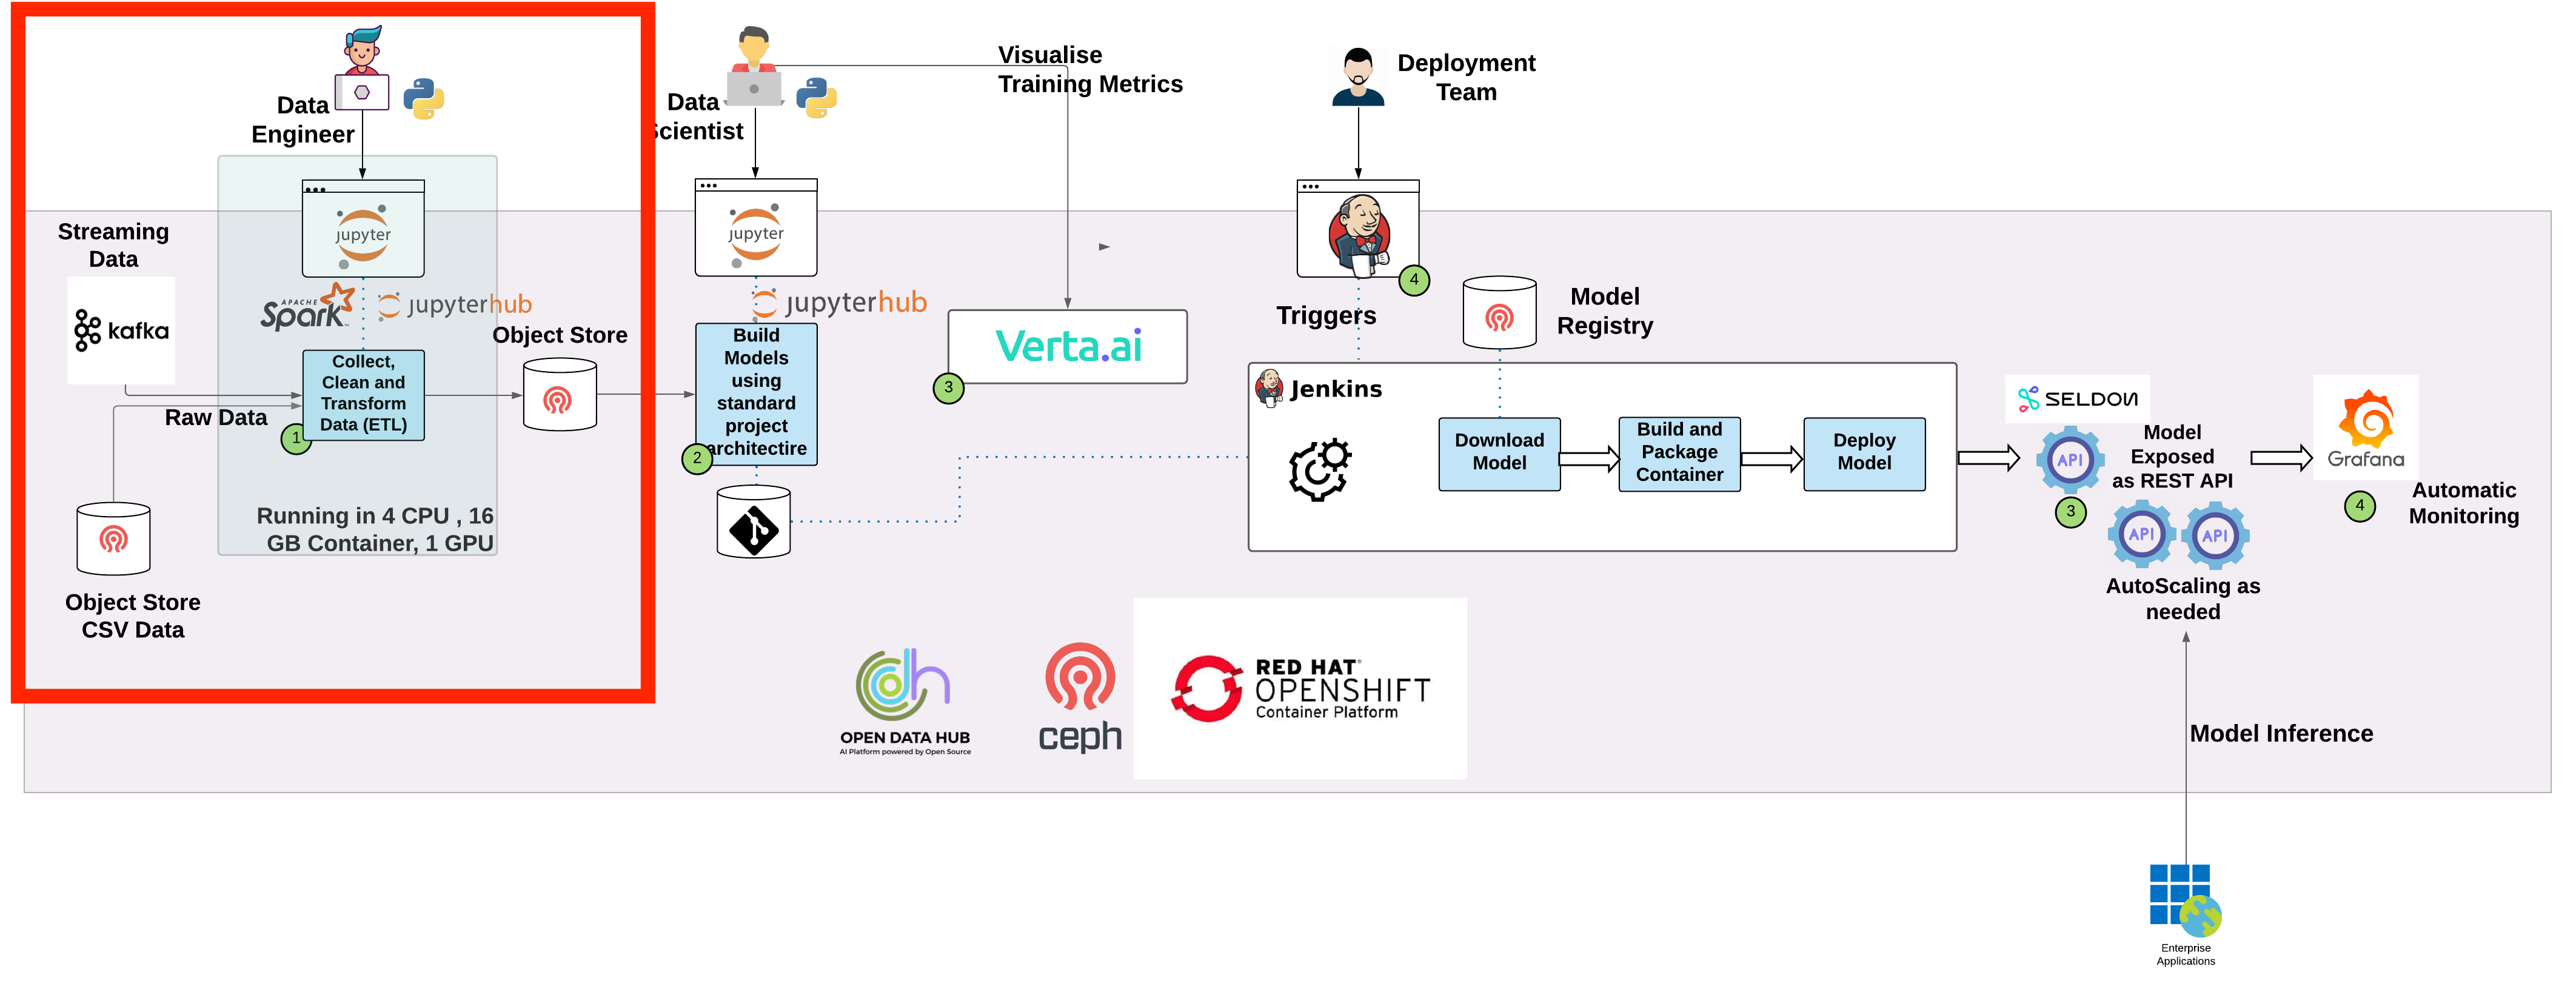 Data
Engineer
Streaming
Data
kafka
jupyter
APACHE
Spark
jupyterhub
Collect,
Clean and
Transform
Data (ETL)
1
Raw Data
Object Store
Running in 4 CPU , 16
GB Container, 1 GPU
Object Store
CSV Data
Data
Scientist
jupyter
jupyterhub
Build
Models
using
standard
project
architectire
2
Visualise
Training Metrics
Verta.ai
3
Deployment
Team
4
Triggers
Model
Registry
Jenkins
Download
Model
Build and
Package
Container
Deploy
Model
SELDON
API
Model
Exposed
as REST API
3
API
API
AutoScaling as
needed
Grafana
4
Automatic
Monitoring
OPEN DATA HUB
AI Platform powered by Open Source
ceph
RED HAT®
OPENSHIFT
Container Platform
Model Inference
Enterprise
Applications